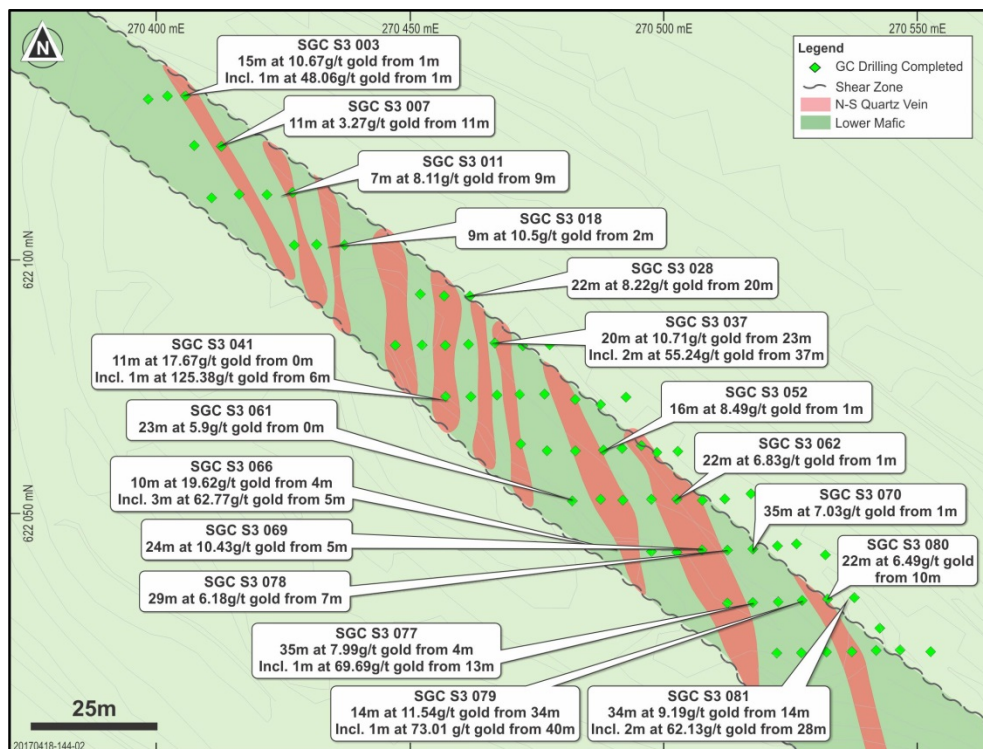 270 400 mE
270 450 mE
270 500 mE
270 550 mE
N
SGC S3 003
15m at 10.67g/t gold from 1m
Incl. 1m at 48.06g/t gold from 1m
Legend
GC Drilling Completed
Shear Zone
N-S Quartz Vein
Lower Mafic
SGC S3 007
11m at 3.27g/t gold from 11m
SGC S3 011
7m at 8.11g/t gold from 9m
SGC S3 018
9m at 10.5g/t gold from 2m
622 100 mN
SGC S3 028
22m at 8.22g/t gold from 20m
SGC S3 037
20m at 10.71g/t gold from 23m
Incl. 2m at 55.24g/t gold from 37m
SGC S3 041
11m at 17.67g/t gold from 0m
Incl. 1m at 125.38g/t gold from 6m
SGC S3 052
16m at 8.49g/t gold from 1m
SGC S3 061
23m at 5.9g/t gold from 0m
SGC S3 062
22m at 6.83g/t gold from 1m
SGC S3 066
10m at 19.62g/t gold from 4m
Incl. 3m at 62.77g/t gold from 5m
SGC S3 070
35m at 7.03g/t gold from 1m
622 050 mN
SGC S3 069
24m at 10.43g/t gold from 5m
SGC S3 080
22m at 6.49g/t gold
from 10m
SGC S3 078
29m at 6.18g/t gold from 7m
SGC S3 077
35m at 7.99g/t gold from 4m
Incl. 1m at 69.69g/t gold from 13m
SGC S3 079
14m at 11.54g/t gold from 34m
Incl. 1m at 73.01 g/t gold from 40m
SGC S3 081
34m at 9.19g/t gold from 14m
Incl. 2m at 62.13g/t gold from 28m
25m
20170418-144-02